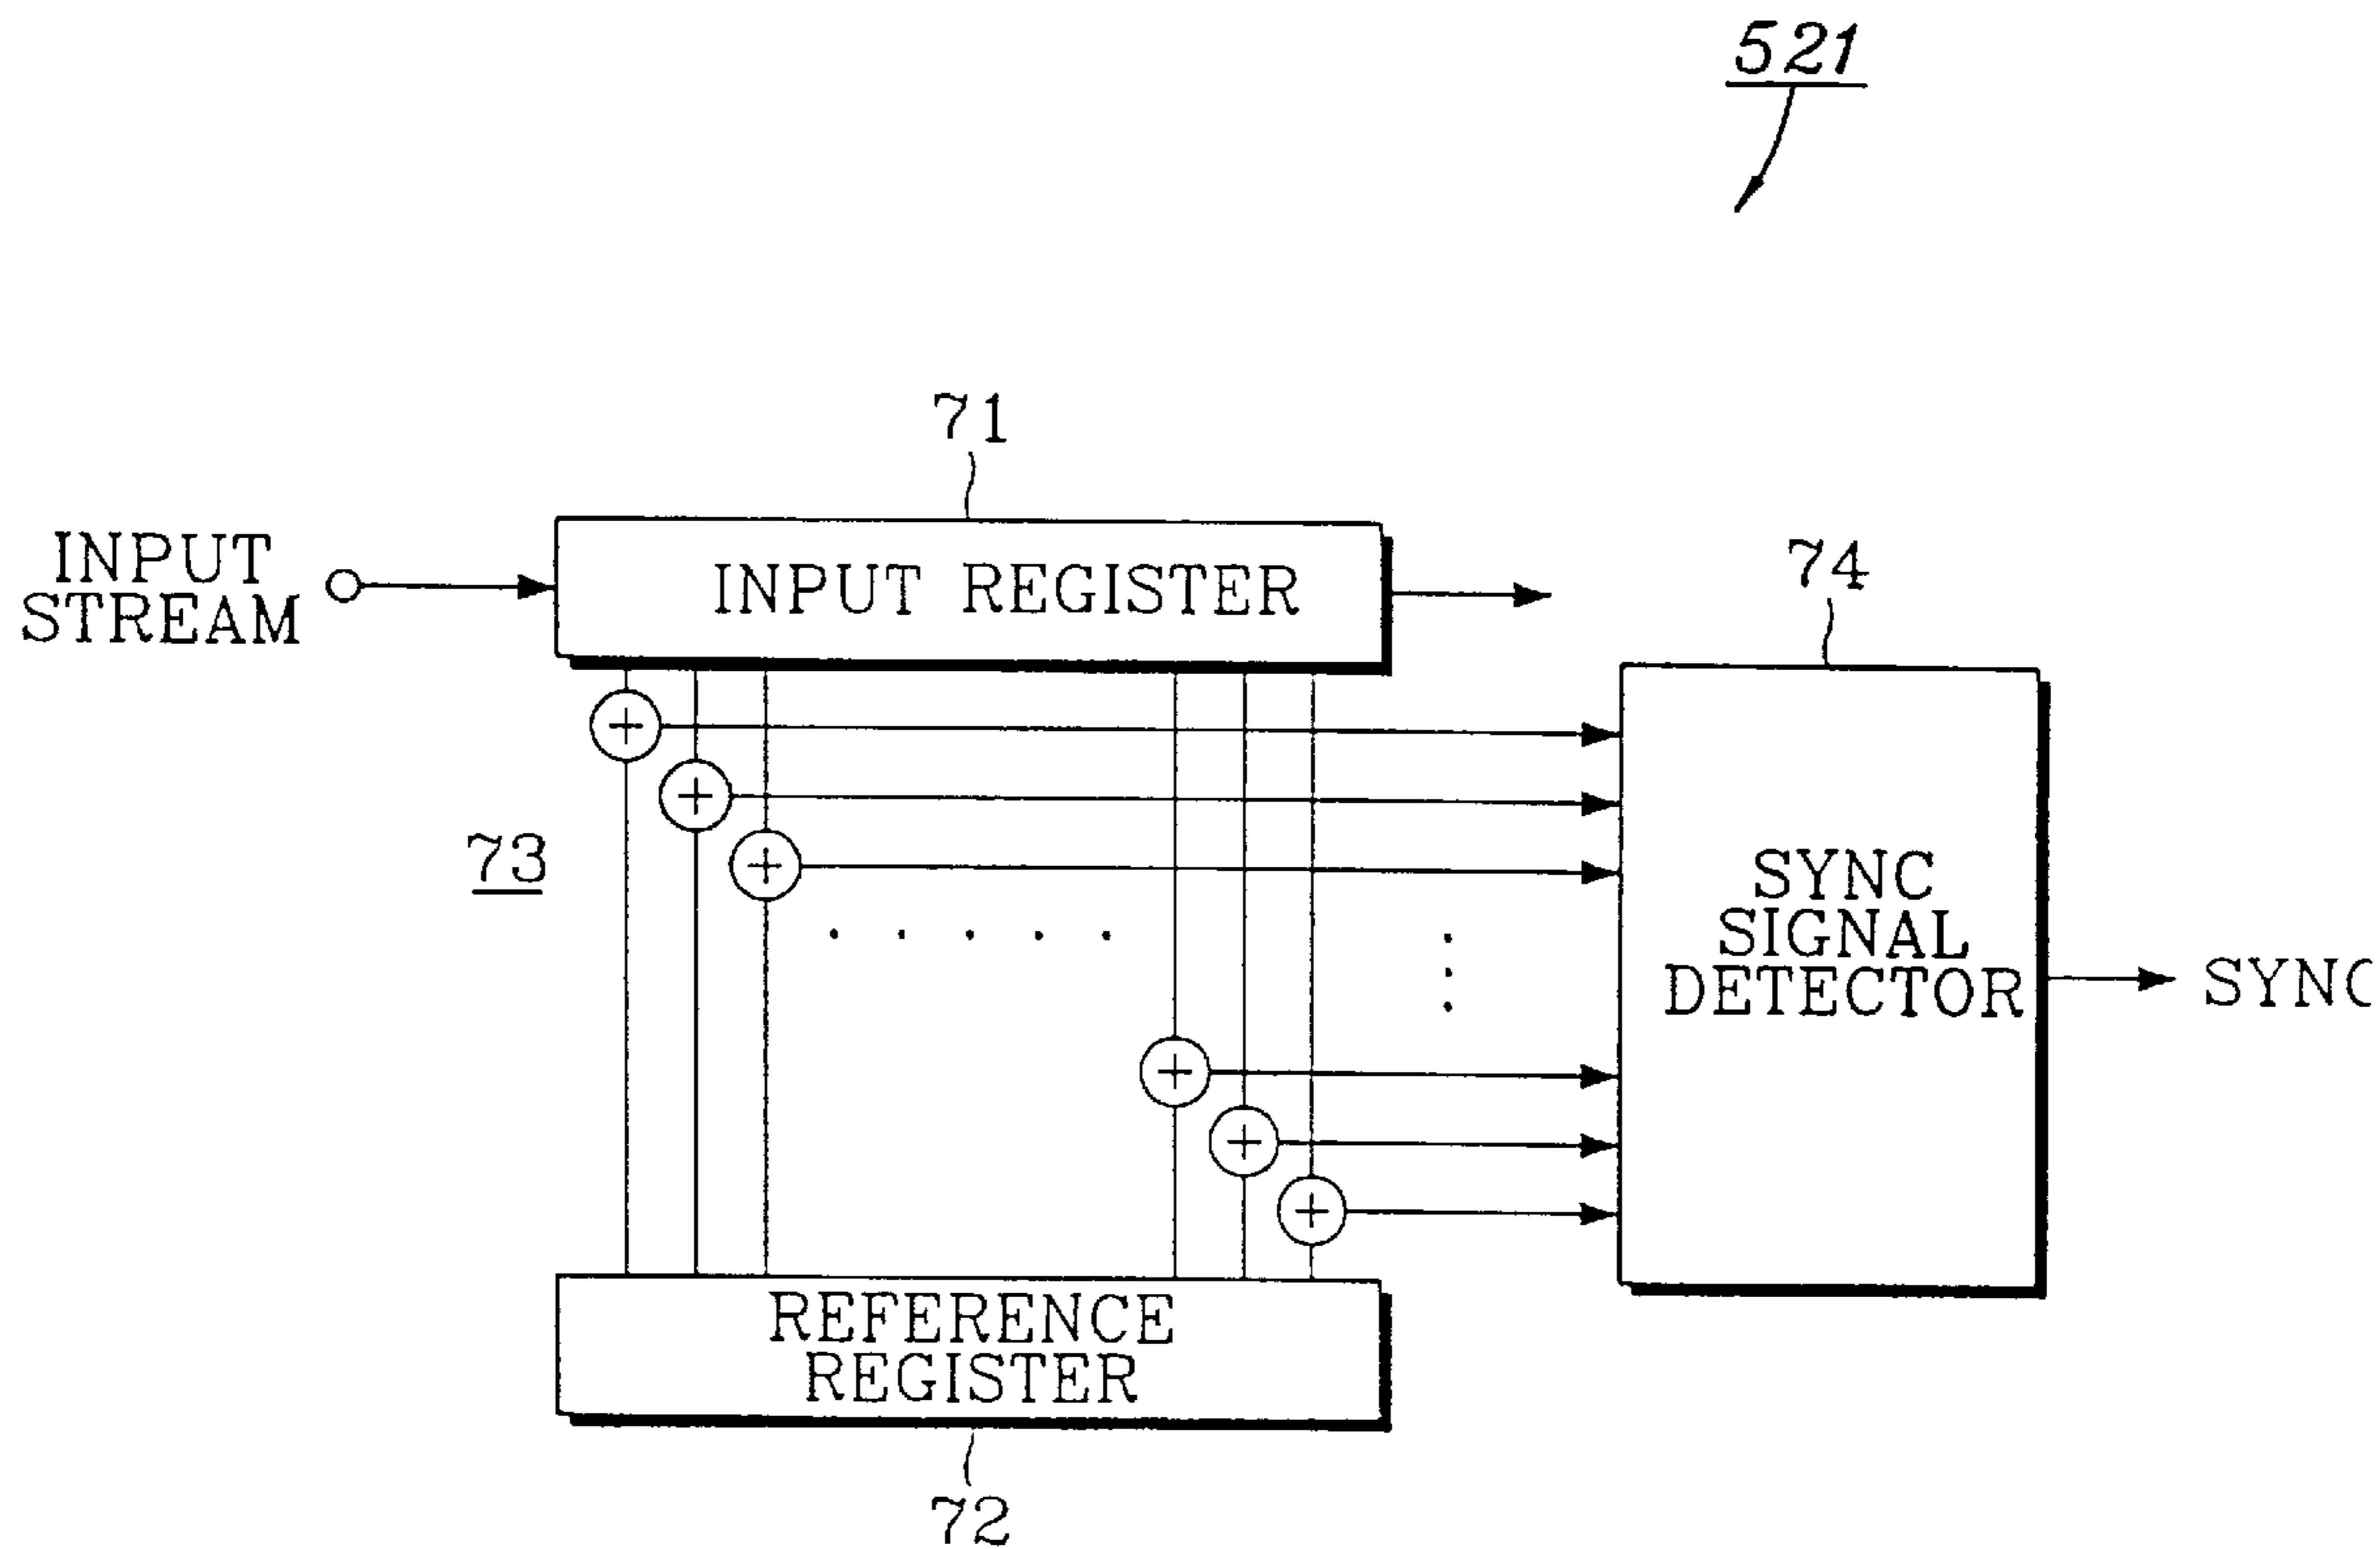 521
71
INPUT
STREAM
INPUT REGISTER
74
73
SYNC
SIGNAL
DETECTOR
SYNC
REFERENCE
REGISTER
72